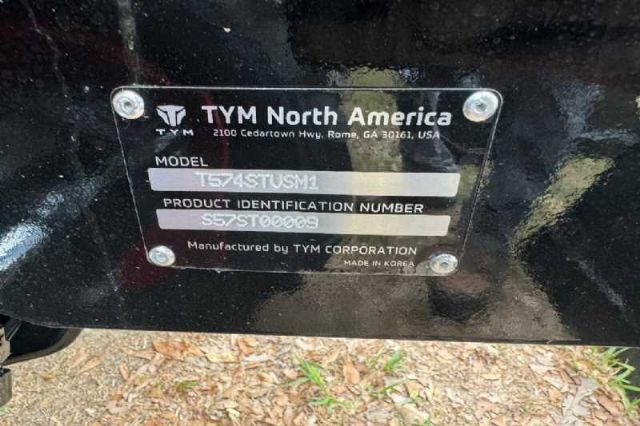 TYM North America
TYM
2100 Cedartown Hwy. Rome, GA 30161, USA
MODEL
T574STUSM1
PRODUCT IDENTIFICATION NUMBER
S57ST00009
Manufactured by TYM CORPORATION
MADE IN KOREA